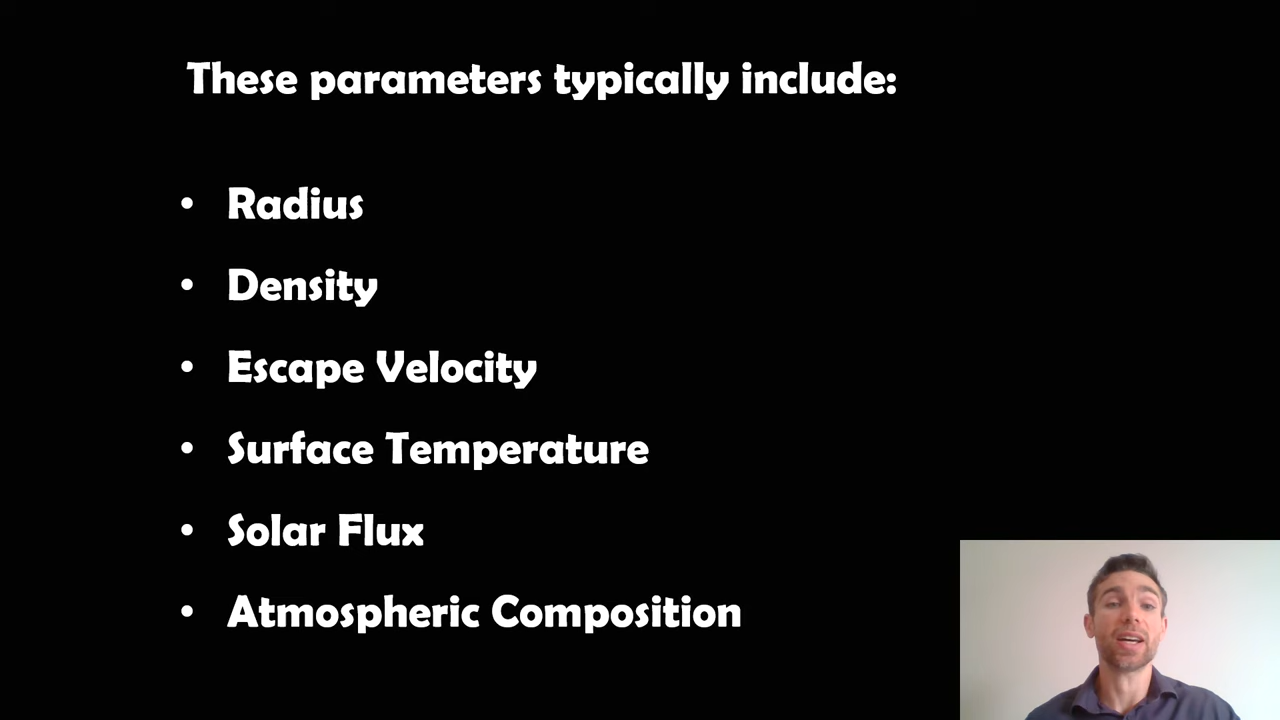 These parameters typically include:
• Radius
• Density
• Escape Velocity
• Surface Temperature
• Solar Flux
• Atmospheric Composition